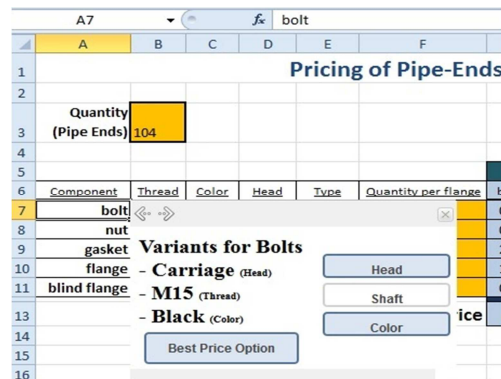 A7 fx bolt
A B C D E F
1 Pricing of Pipe-Ends
2
Quantity
3 (Pipe Ends) 104
4
5
6 Component Thread Color Head Type Quantity per flange
7 bolt
8 nut
9 gasket
10 flange
11 blind flange
Variants for Bolts
- Carriage (Head)
- M15 (Thread)
- Black (Color)
Best Price Option
Head
Shaft
Color
13 rice
14
15
16